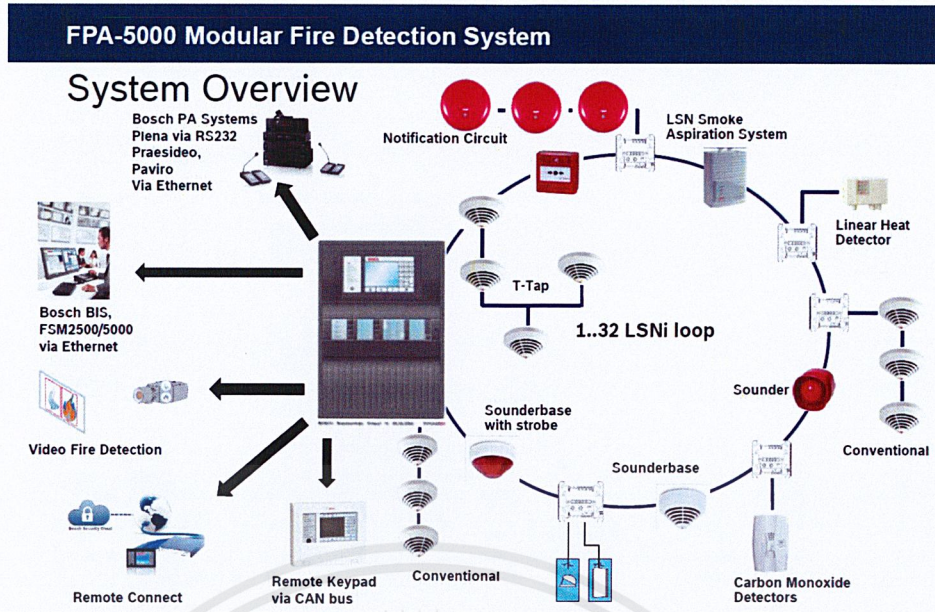 FPA-5000 Modular Fire Detection System
System Overview
Bosch PA Systems
Plena via RS232
Praesideo,
Paviro
Via Ethernet
Notification Circuit
LSN Smoke
Aspiration System
Linear Heat
Detector
T-Tap
1..32 LSNi loop
Bosch BIS,
FSM2500/5000
via Ethernet
Sounder
Sounderbase
with strobe
Conventional
Video Fire Detection
Sounderbase
Remote Connect
Remote Keypad
via CAN bus
Conventional
Carbon Monoxide
Detectors